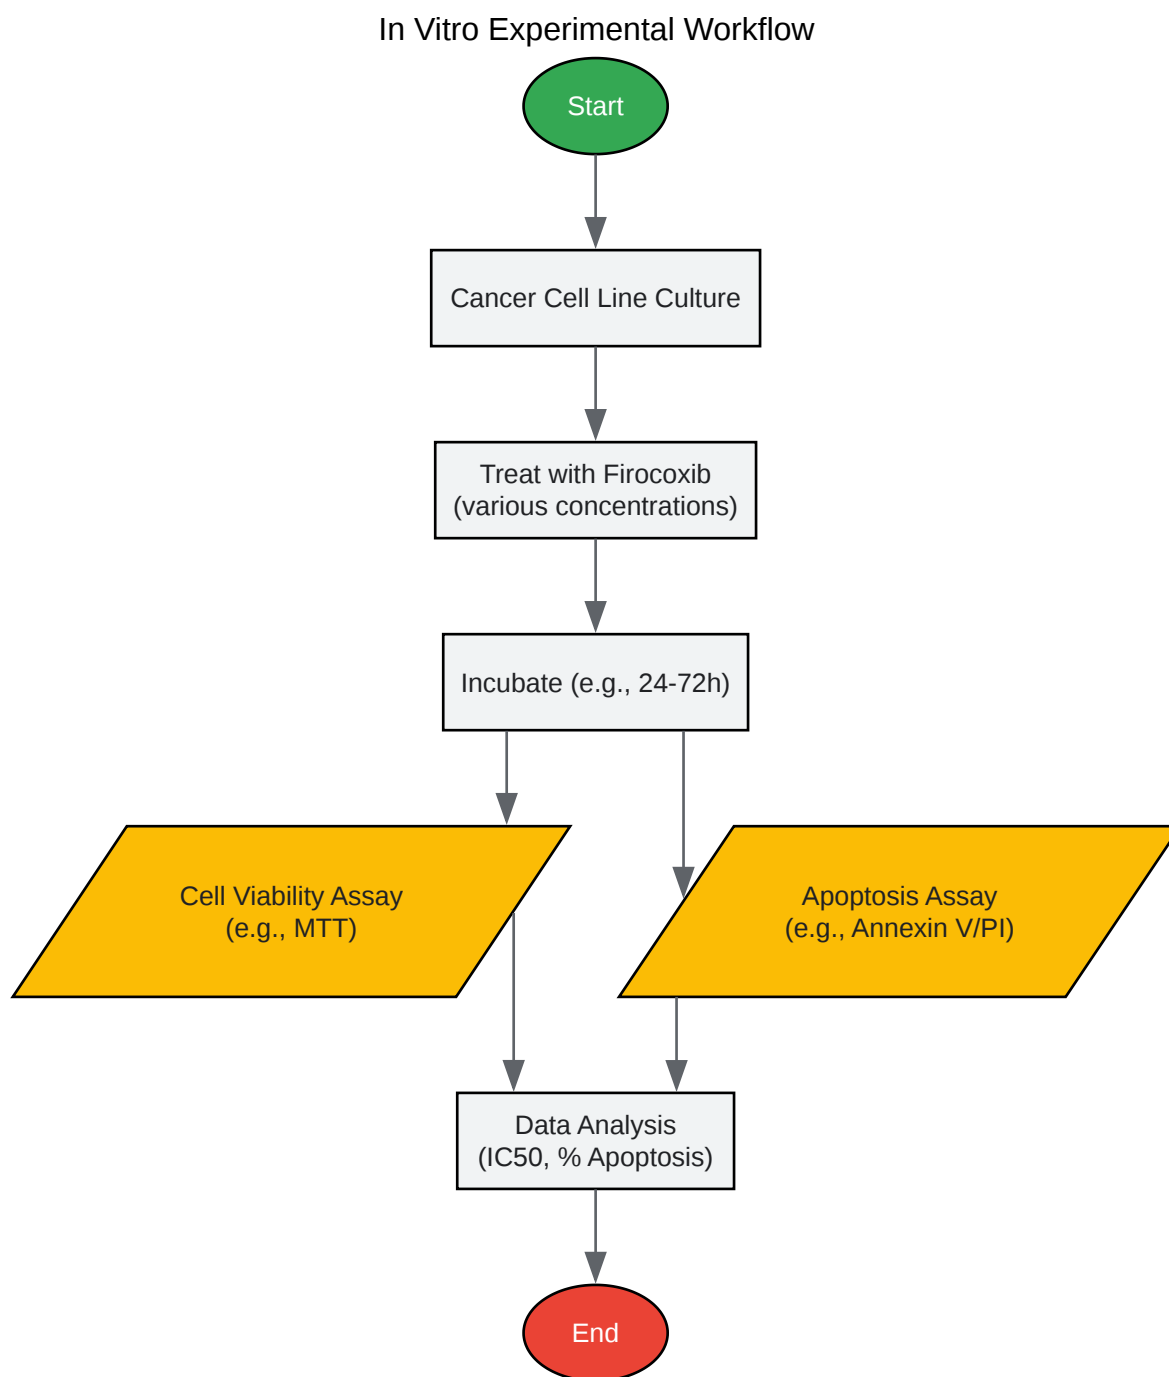 In Vitro Experimental Workflow
Start
Cancer Cell Line Culture
Treat with Firocoxib
(various concentrations)
Incubate (e.g., 24-72h)
Cell Viability Assay
(e.g., MTT)
Apoptosis Assay
(e.g., Annexin V/PI)
Data Analysis
(IC50, % Apoptosis)
End